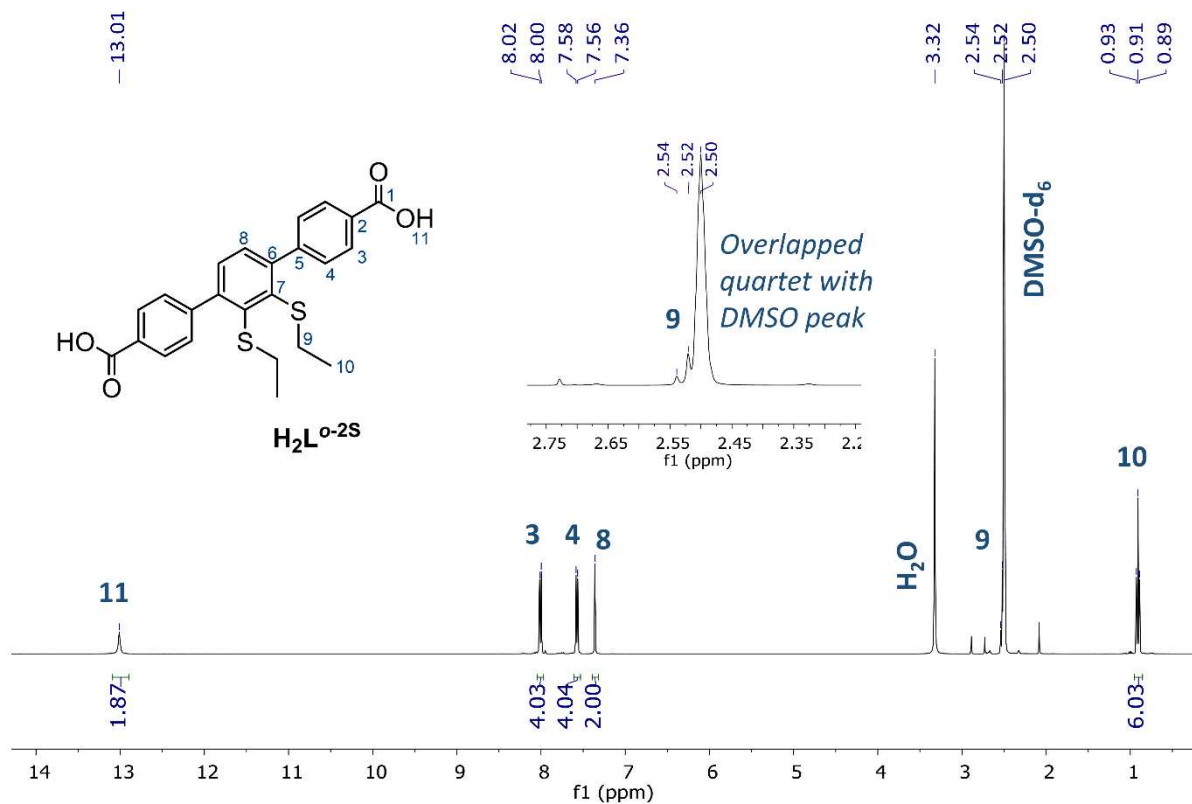 13.01
8.02
8.00
7.58
7.56
7.36
3.32
2.54
2.52
2.50
0.93
0.91
0.89
O
1
OH
11
2
3
8
6
5
4
7
S
9
S
10
HO
O
H₂L^o-2S
2.54
2.52
2.50
Overlapped
quartet with
DMSO peak
9
2.75 2.65 2.55 2.45 2.35 2.2
f1 (ppm)
DMSO-d₆
11
3
4
8
H₂O
9
10
1.87
4.03
4.04
2.00
6.03
14 13 12 11 10 9 8 7 6 5 4 3 2 1
f1 (ppm)